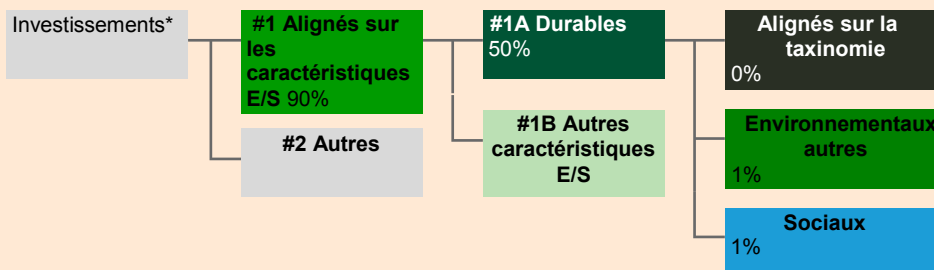 Investissements*
#1 Alignés sur
les
caractéristiques
E/S 90%
#2 Autres
#1A Durables
50%
#1B Autres
caractéristiques
E/S
Alignés sur la
taxinomie
0%
Environnementaux
autres
1%
Sociaux
1%